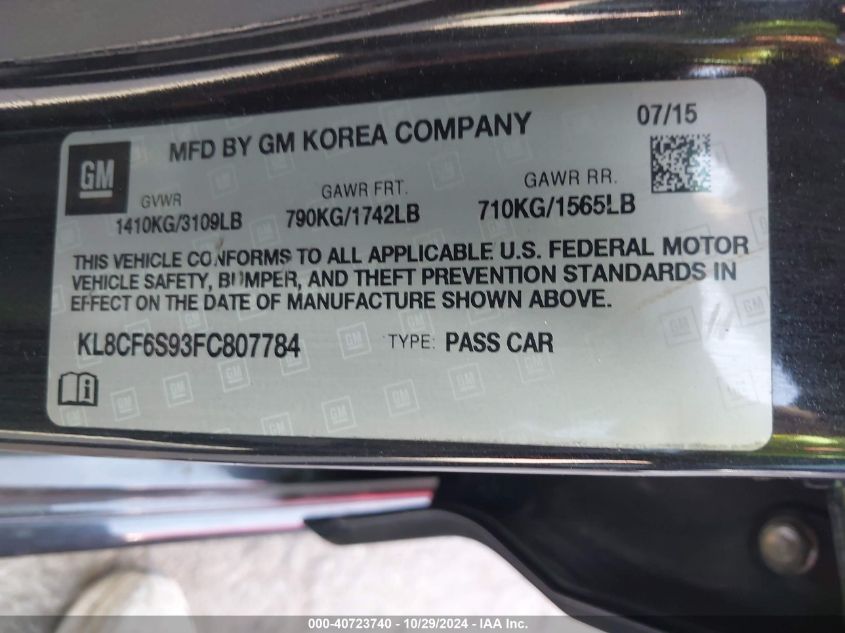 MFD BY GM KOREA COMPANY
07/15
GM
GVWR
1410KG/3109LB
GAWR FRT.
790KG/1742LB
GAWR RR.
710KG/1565LB
THIS VEHICLE CONFORMS TO ALL APPLICABLE U.S. FEDERAL MOTOR
VEHICLE SAFETY, BUMPER, AND THEFT PREVENTION STANDARDS IN
EFFECT ON THE DATE OF MANUFACTURE SHOWN ABOVE.
KL8CF6S93FC807784
TYPE: PASS CAR
000-40723740 - 10/29/2024 - IAA Inc.